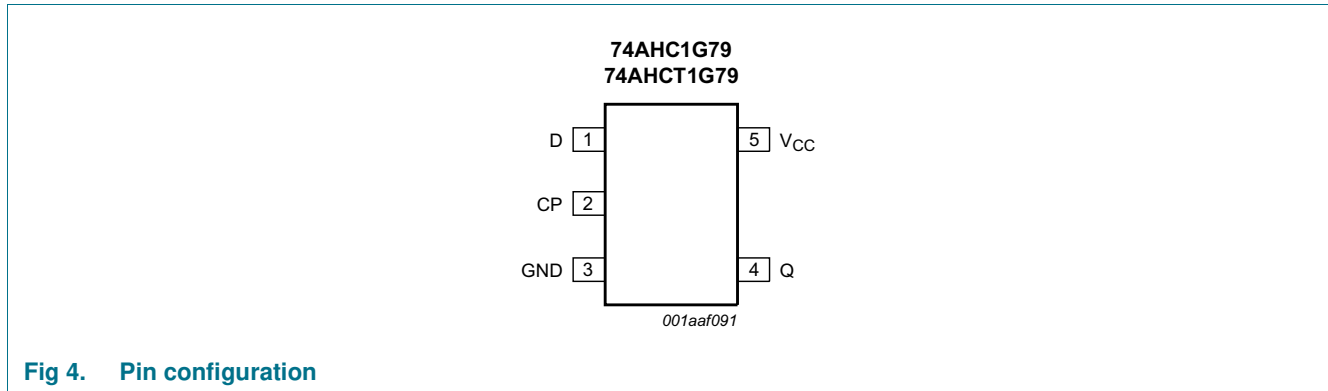 74AHC1G79
74AHCT1G79
D 1
5 VCC
CP 2
GND 3
4 Q
001aaf091
Fig 4. Pin configuration